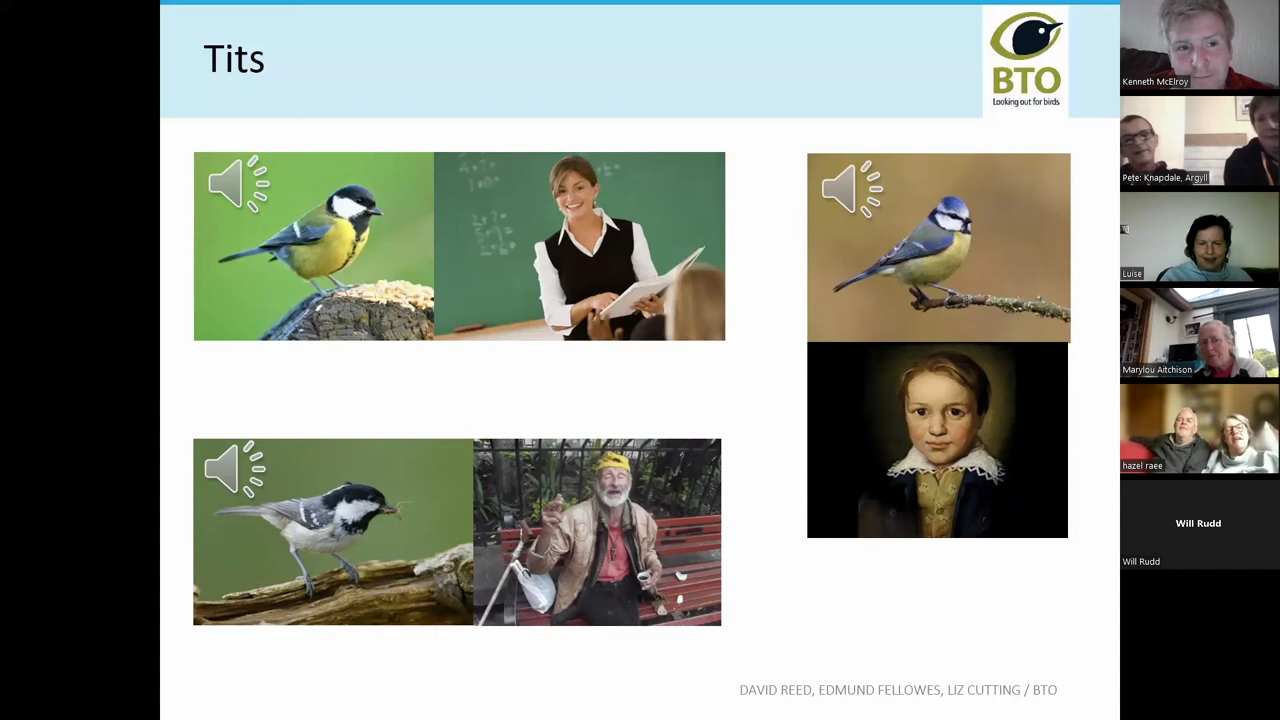 Tits
BTO
Looking out for birds
DAVID REED, EDMUND FELLOWES, LIZ CUTTING / BTO
Kenneth McElroy
Pete: Knapdale, Argyll
Luise
Marylou Aitchison
hazel raee
Will Rudd
Will Rudd